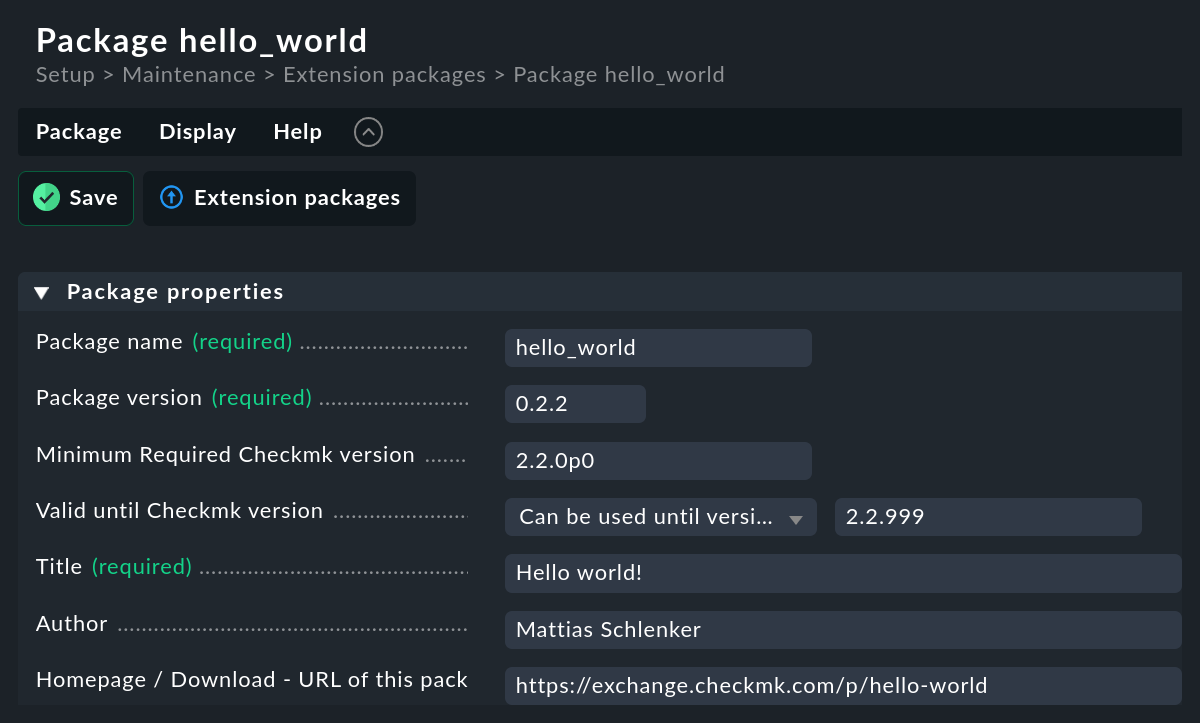 Package hello_world
Setup > Maintenance > Extension packages > Package hello_world
Package Display Help
Save Extension packages
Package properties
Package name (required) hello_world
Package version (required) 0.2.2
Minimum Required Checkmk version 2.2.0p0
Valid until Checkmk version Can be used until versi... 2.2.999
Title (required) Hello world!
Author Mattias Schlenker
Homepage / Download - URL of this pack https://exchange.checkmk.com/p/hello-world